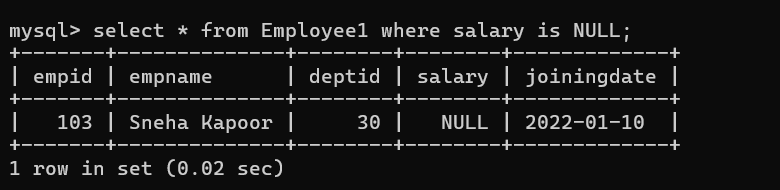 mysql> select * from Employee1 where salary is NULL;
+-------+--------------+--------+--------+-------------+
| empid | empname      | deptid | salary | joiningdate |
+-------+--------------+--------+--------+-------------+
|   103 | Sneha Kapoor |     30 |   NULL | 2022-01-10  |
+-------+--------------+--------+--------+-------------+
1 row in set (0.02 sec)